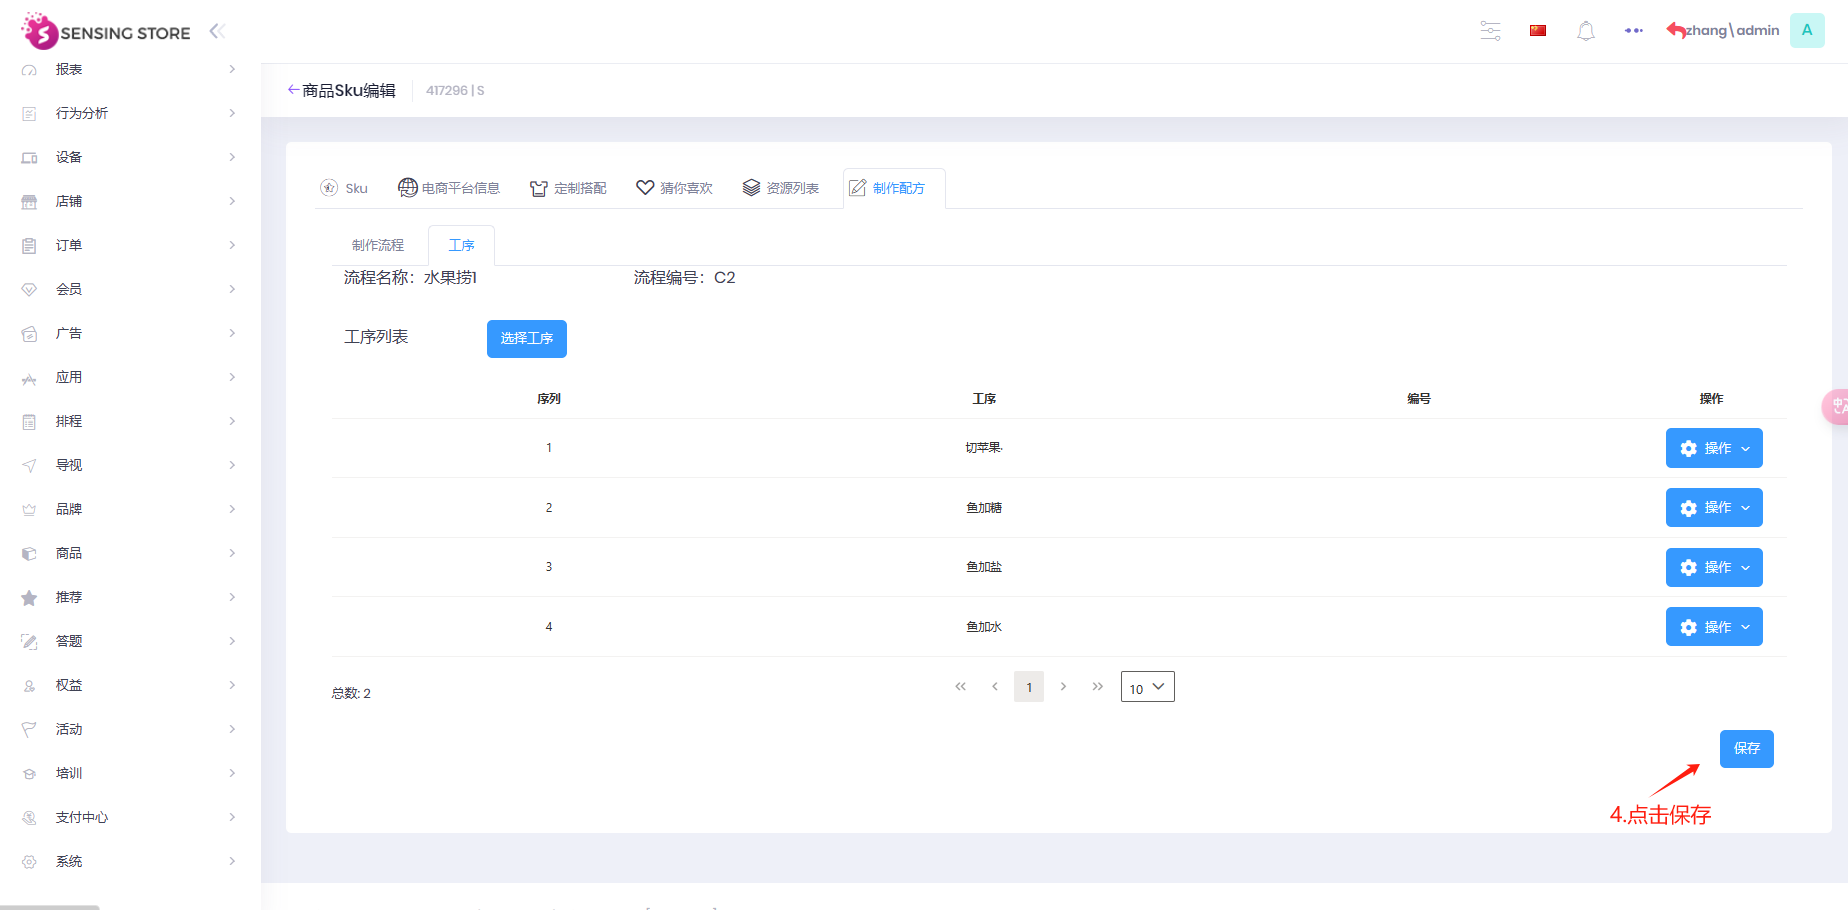 SENSING STORE
zhang\admin
A
报表
行为分析
设备
店铺
订单
会员
广告
应用
排程
导视
品牌
商品
推荐
答题
权益
活动
培训
支付中心
系统
商品Sku编辑 417296 | S
Sku 电商平台信息 定制搭配 猜你喜欢 资源列表 制作配方
制作流程 工序
流程名称：水果捞1 流程编号：C2
工序列表 选择工序
序列 工序 编号 操作
1 切苹果· 操作
2 鱼加糖 操作
3 鱼加盐 操作
4 鱼加水 操作
总数: 2 1 10
保存
4.点击保存